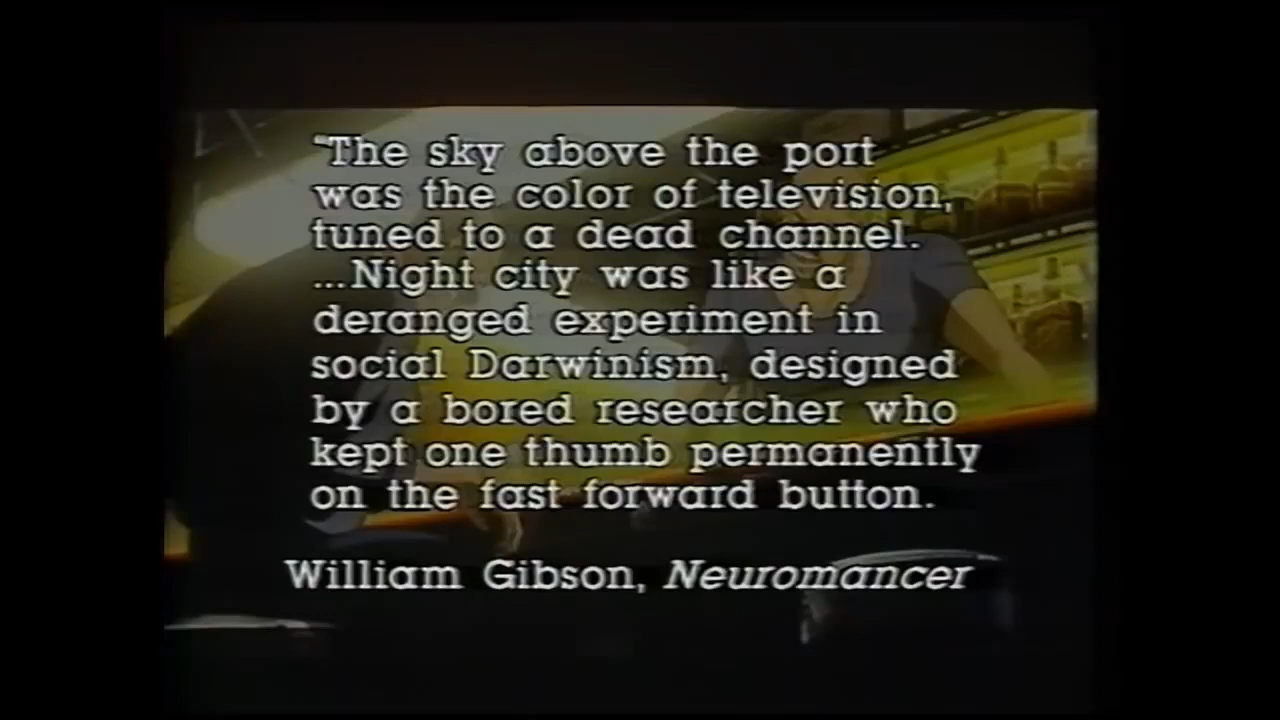 “The sky above the port
was the color of television,
tuned to a dead channel.
...Night city was like a
deranged experiment in
social Darwinism, designed
by a bored researcher who
kept one thumb permanently
on the fast forward button.
William Gibson, Neuromancer